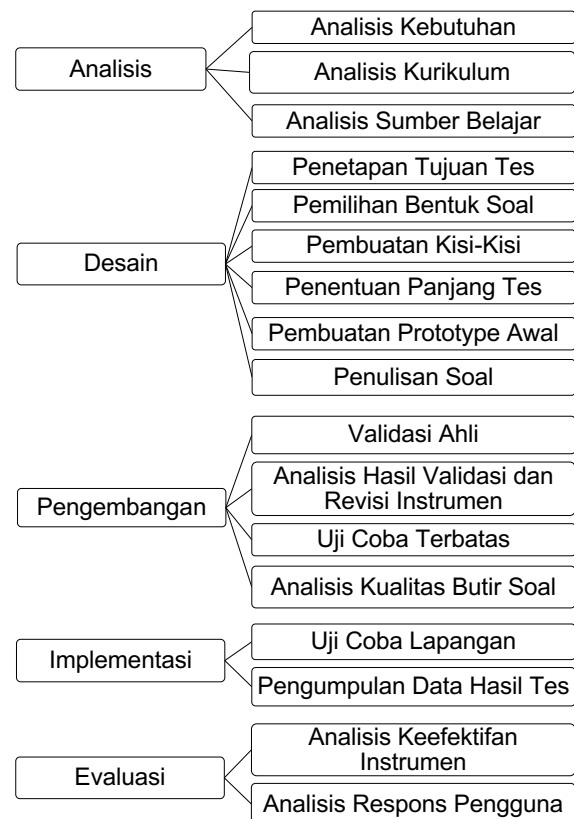 Analisis
Analisis Kebutuhan
Analisis Kurikulum
Analisis Sumber Belajar
Desain
Penetapan Tujuan Tes
Pemilihan Bentuk Soal
Pembuatan Kisi-Kisi
Penentuan Panjang Tes
Pembuatan Prototype Awal
Penulisan Soal
Pengembangan
Validasi Ahli
Analisis Hasil Validasi dan
Revisi Instrumen
Uji Coba Terbatas
Analisis Kualitas Butir Soal
Implementasi
Uji Coba Lapangan
Pengumpulan Data Hasil Tes
Evaluasi
Analisis Keefektifan
Instrumen
Analisis Respons Pengguna